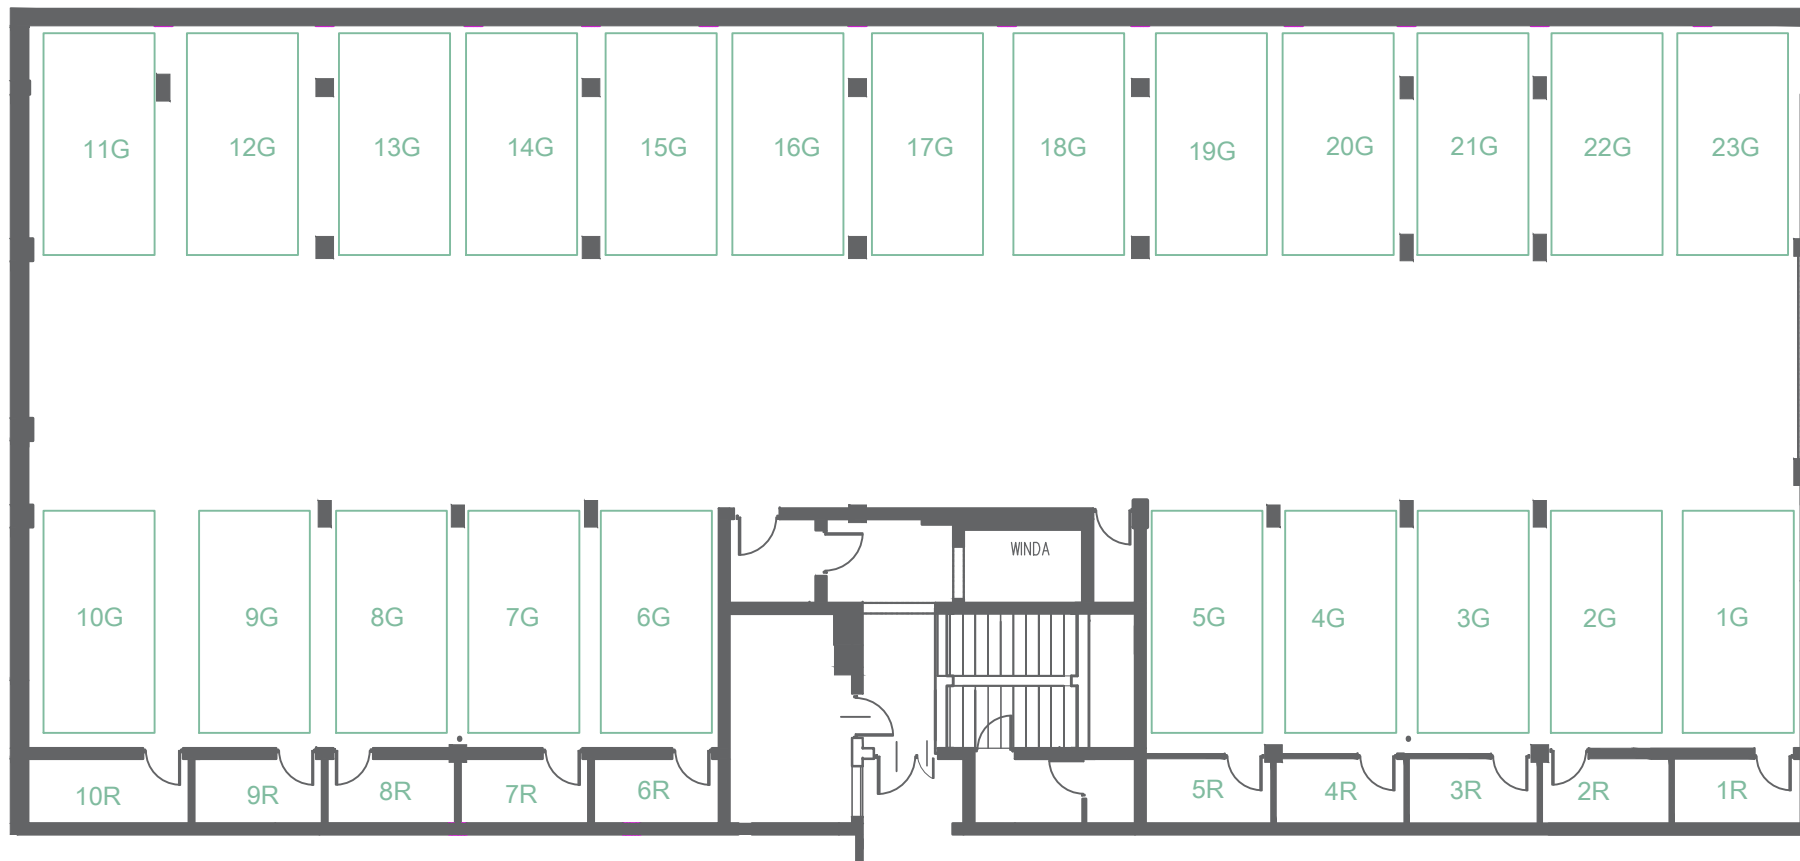 11G 12G 13G 14G 15G 16G 17G 18G 19G 20G 21G 22G 23G
WINDA
10G 9G 8G 7G 6G 5G 4G 3G 2G 1G
10R 9R 8R 7R 6R 5R 4R 3R 2R 1R